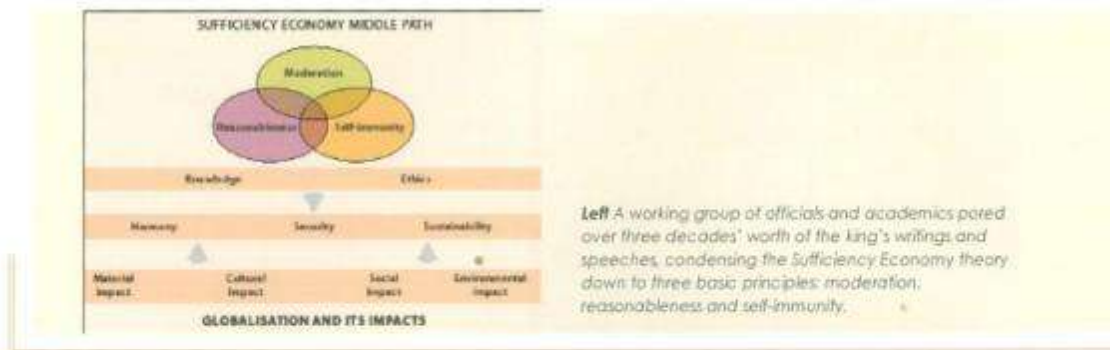 SUFFICIENCY ECONOMY MIDDLE PATH
Moderation
Reasonableness Self-immunity
Knowledge Ethics
Harmony Security Sustainability
Material Impact Cultural Impact Social Impact Environmental Impact
GLOBALISATION AND ITS IMPACTS
Left A working group of officials and academics pored
over three decades' worth of the king's writings and
speeches, condensing the Sufficiency Economy theory
down to three basic principles: moderation,
reasonableness and self-immunity.